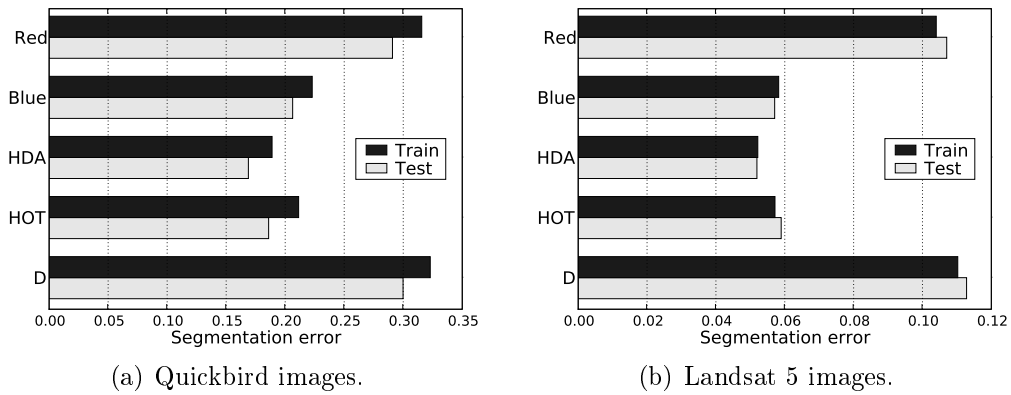 Red
Blue
HDA
HOT
D
Train
Test
0.00 0.05 0.10 0.15 0.20 0.25 0.30 0.35
Segmentation error
(a) Quickbird images.
Red
Blue
HDA
HOT
D
Train
Test
0.00 0.02 0.04 0.06 0.08 0.10 0.12
Segmentation error
(b) Landsat 5 images.